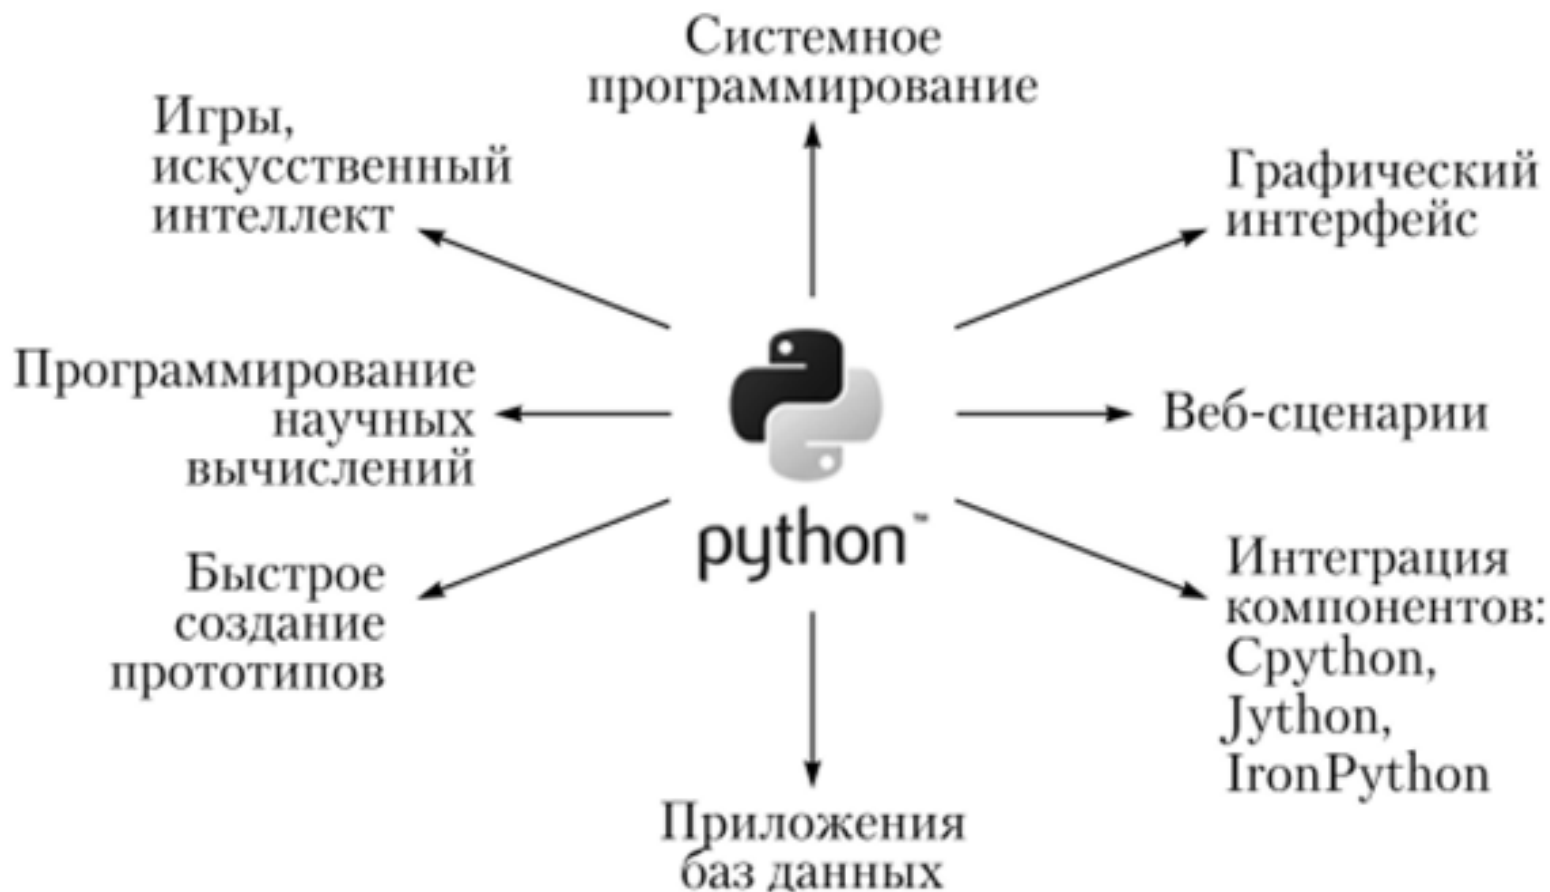 Системное
программирование
Игры,
искусственный
интеллект
Графический
интерфейс
Программирование
научных
вычислений
Веб-сценарии
python™
Быстрое
создание
прототипов
Интеграция
компонентов:
Cpython,
Jython,
IronPython
Приложения
баз данных